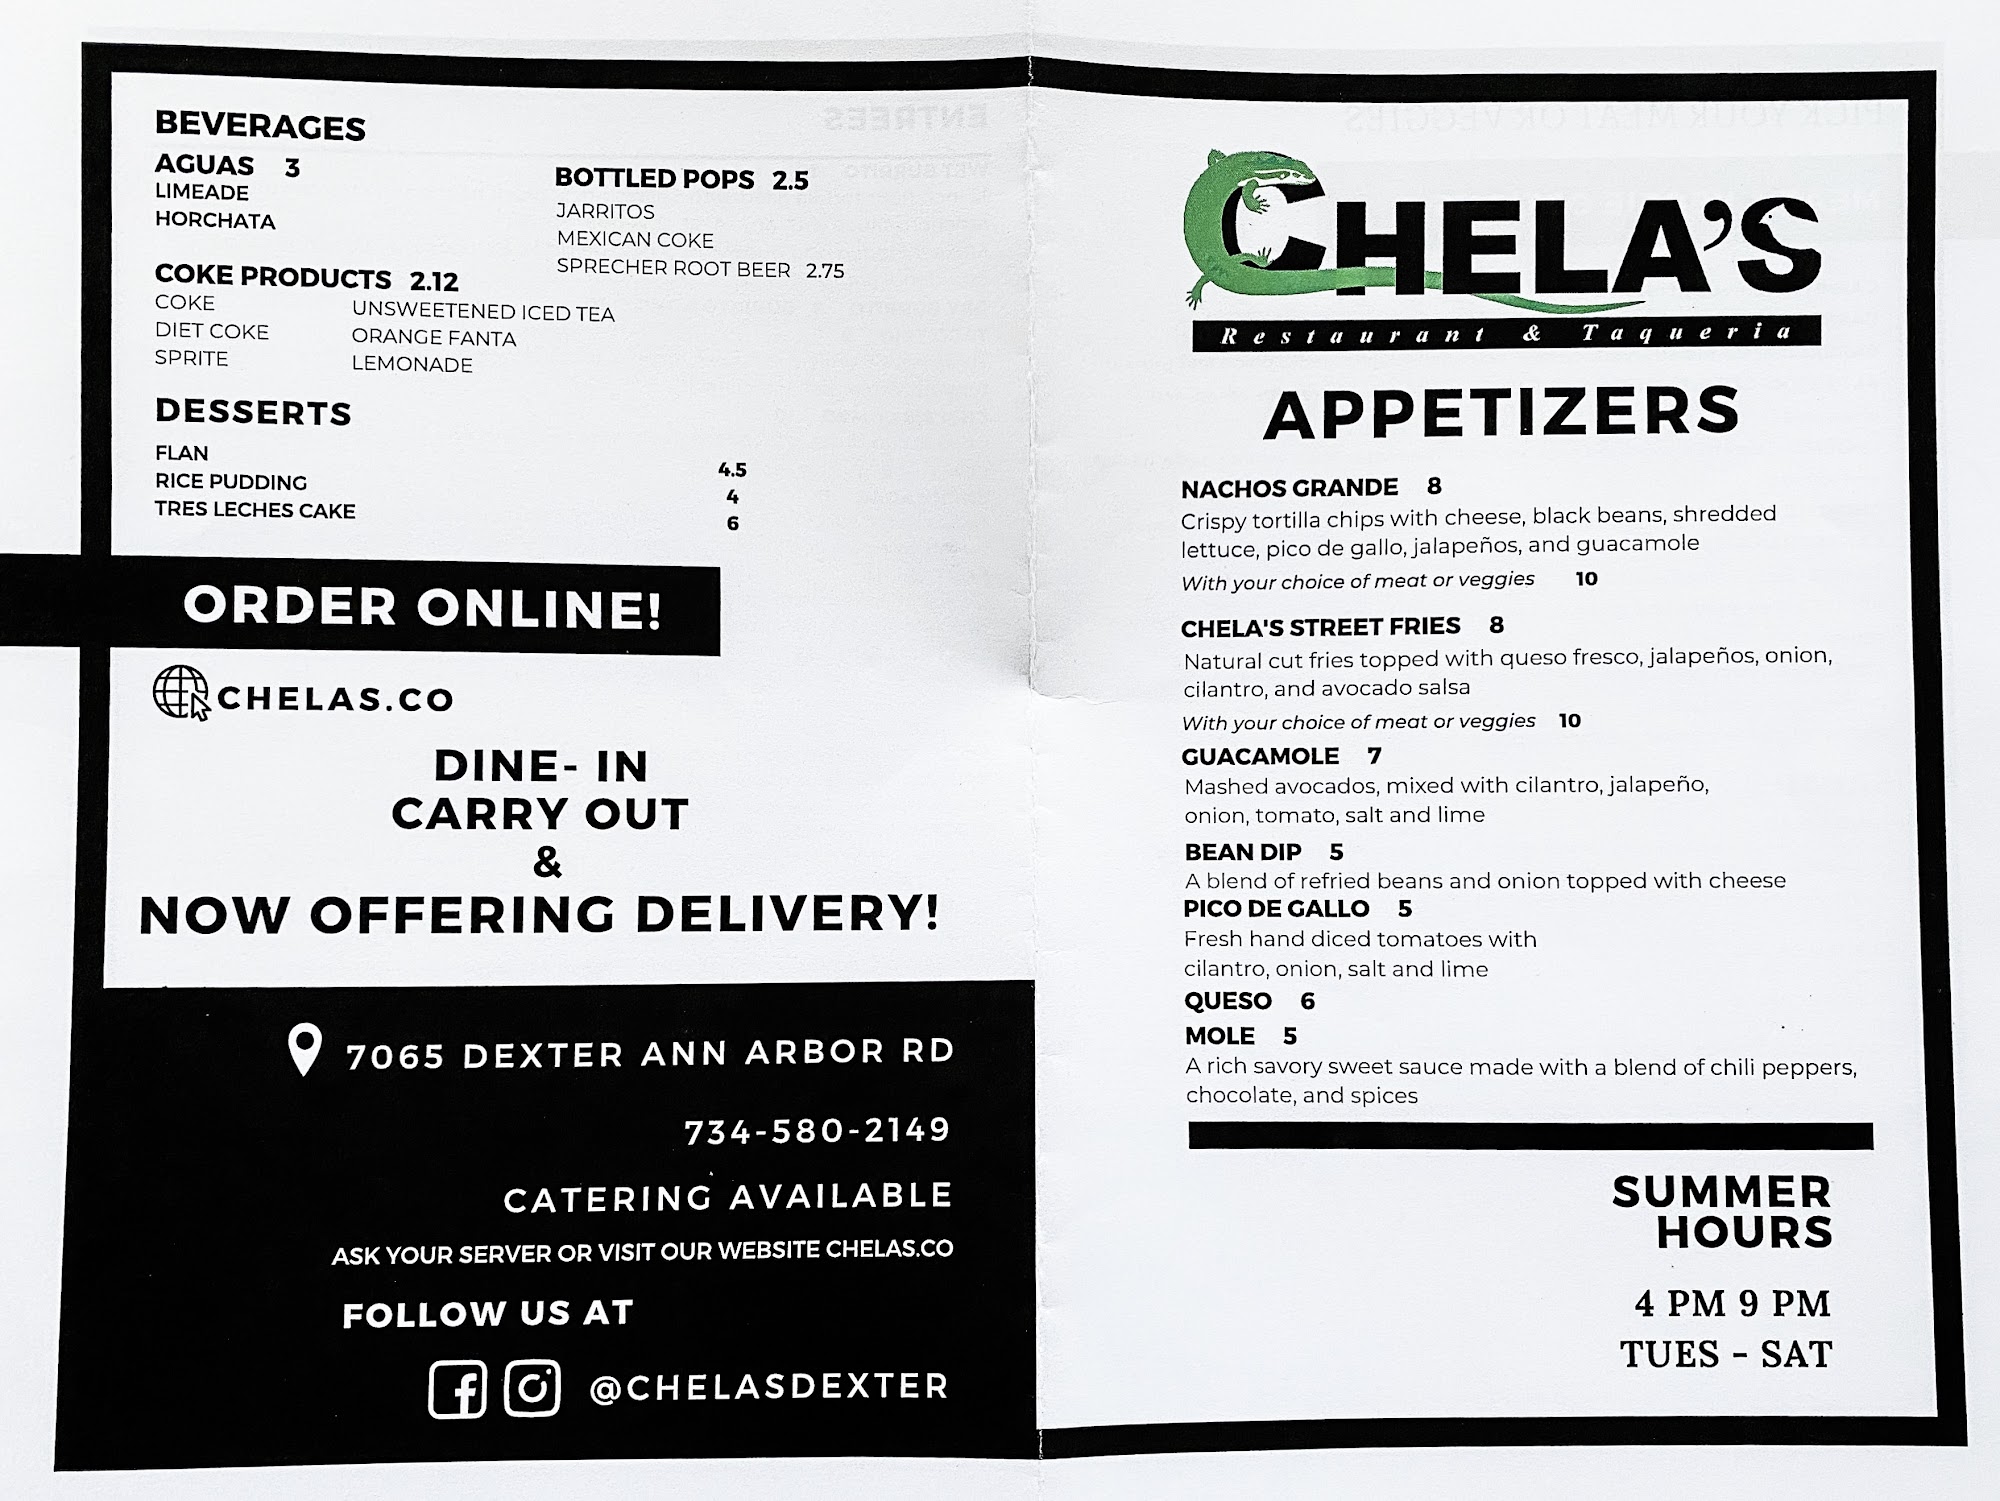 BEVERAGES
AGUAS 3
LIMEADE
HORCHATA
BOTTLED POPS 2.5
JARRITOS
MEXICAN COKE
SPRECHER ROOT BEER 2.75
COKE PRODUCTS 2.12
COKE
DIET COKE
SPRITE
UNSWEETENED ICED TEA
ORANGE FANTA
LEMONADE
DESSERTS
FLAN 4.5
RICE PUDDING 4
TRES LECHES CAKE 6
ORDER ONLINE!
CHELAS.CO
DINE- IN
CARRY OUT
&
NOW OFFERING DELIVERY!
7065 DEXTER ANN ARBOR RD
734-580-2149
CATERING AVAILABLE
ASK YOUR SERVER OR VISIT OUR WEBSITE CHELAS.CO
FOLLOW US AT
@CHELASDEXTER
CHELA'S
Restaurant & Taqueria
APPETIZERS
NACHOS GRANDE 8
Crispy tortilla chips with cheese, black beans, shredded
lettuce, pico de gallo, jalapeños, and guacamole
With your choice of meat or veggies 10
CHELA'S STREET FRIES 8
Natural cut fries topped with queso fresco, jalapeños, onion,
cilantro, and avocado salsa
With your choice of meat or veggies 10
GUACAMOLE 7
Mashed avocados, mixed with cilantro, jalapeño,
onion, tomato, salt and lime
BEAN DIP 5
A blend of refried beans and onion topped with cheese
PICO DE GALLO 5
Fresh hand diced tomatoes with
cilantro, onion, salt and lime
QUESO 6
MOLE 5
A rich savory sweet sauce made with a blend of chili peppers,
chocolate, and spices
SUMMER
HOURS
4 PM 9 PM
TUES - SAT